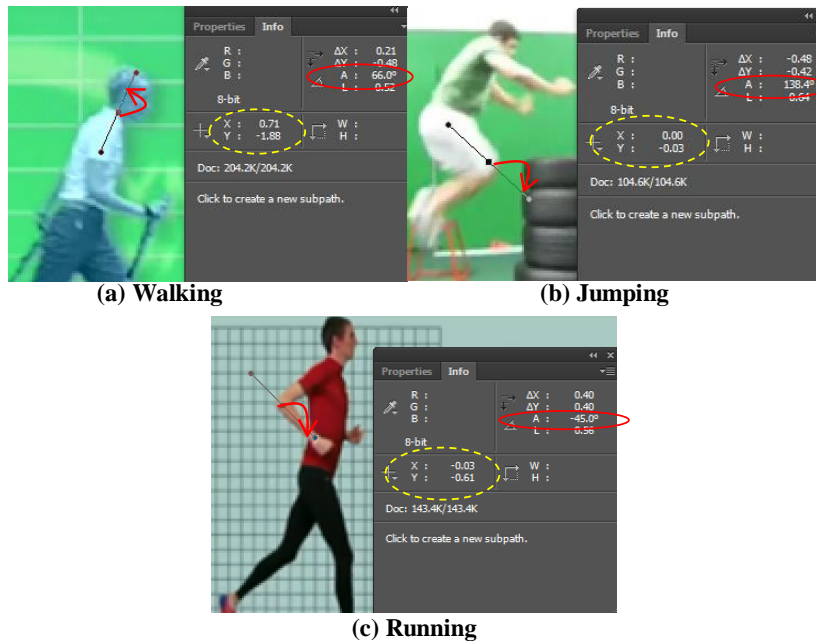 Properties Info
R :
G :
B :
8-bit
ΔX : 0.21
ΔY : -0.48
A : 66.0°
L : 0.52
X : 0.71
Y : -1.88
W :
H :
Doc: 204.2K/204.2K
Click to create a new subpath.
(a) Walking
Properties Info
R :
G :
B :
8-bit
ΔX : -0.48
ΔY : -0.42
A : 138.4°
L : 0.64
X : 0.00
Y : -0.03
W :
H :
Doc: 104.6K/104.6K
Click to create a new subpath.
(b) Jumping
Properties Info
R :
G :
B :
8-bit
ΔX : 0.40
ΔY : 0.40
A : -45.0°
L : 0.56
X : -0.03
Y : -0.61
W :
H :
Doc: 143.4K/143.4K
Click to create a new subpath.
(c) Running